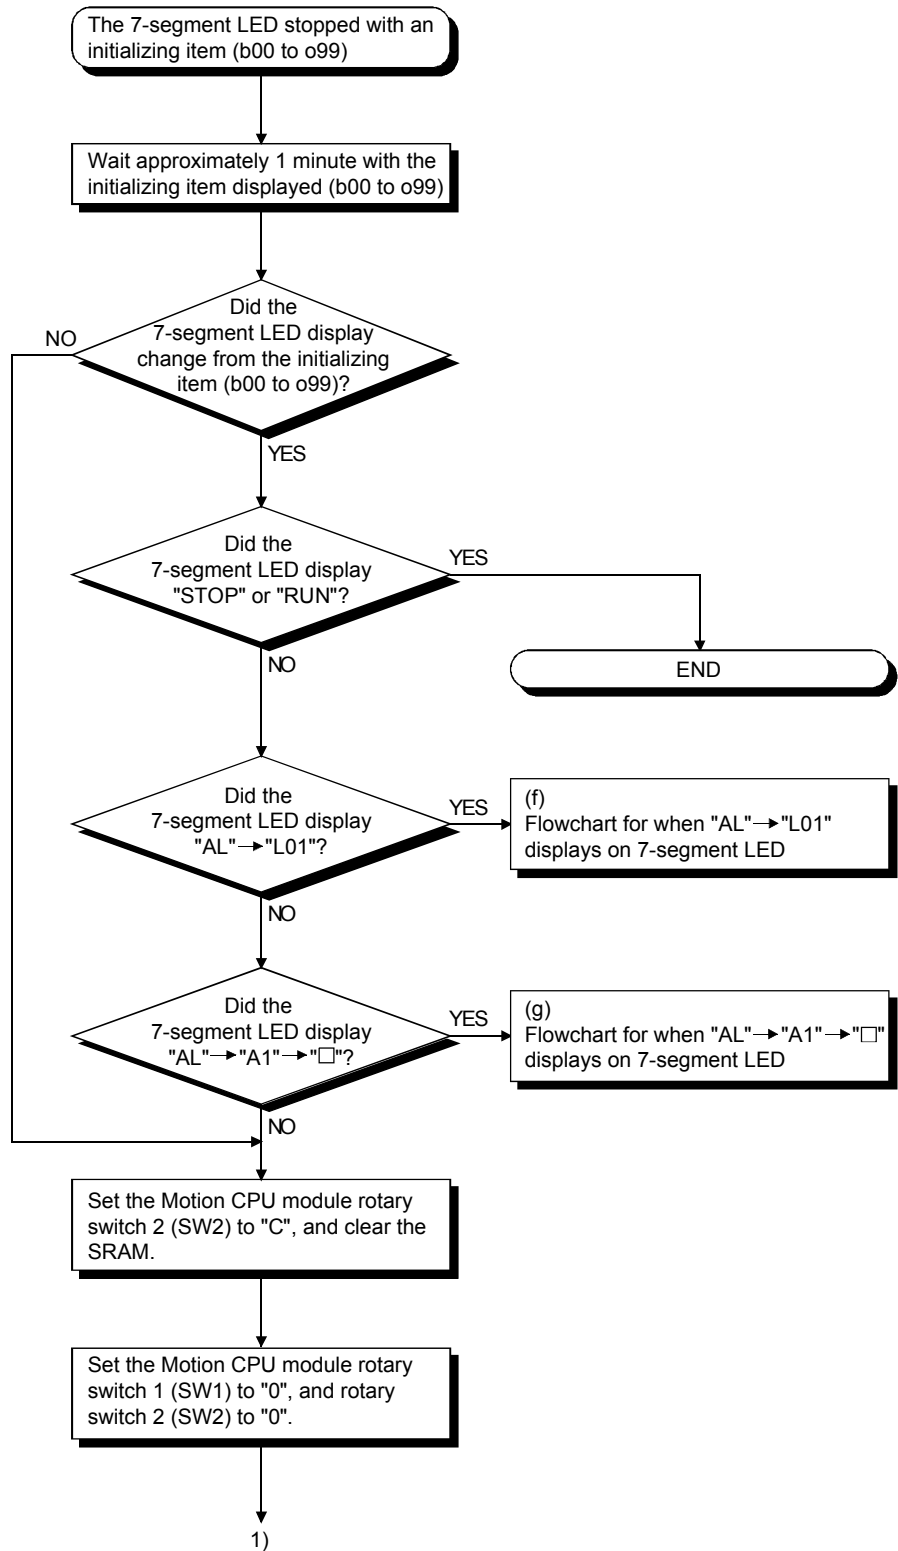 The 7-segment LED stopped with an
initializing item (b00 to o99)
Wait approximately 1 minute with the
initializing item displayed (b00 to o99)
Did the
7-segment LED display
change from the initializing
item (b00 to o99)?
NO
YES
Did the
7-segment LED display
"STOP" or "RUN"?
YES
NO
END
Did the
7-segment LED display
"AL"→"L01"?
YES
NO
(f)
Flowchart for when "AL"→"L01"
displays on 7-segment LED
Did the
7-segment LED display
"AL"→"A1"→"□"?
YES
NO
(g)
Flowchart for when "AL"→"A1"→"□"
displays on 7-segment LED
Set the Motion CPU module rotary
switch 2 (SW2) to "C", and clear the
SRAM.
Set the Motion CPU module rotary
switch 1 (SW1) to "0", and rotary
switch 2 (SW2) to "0".
1)